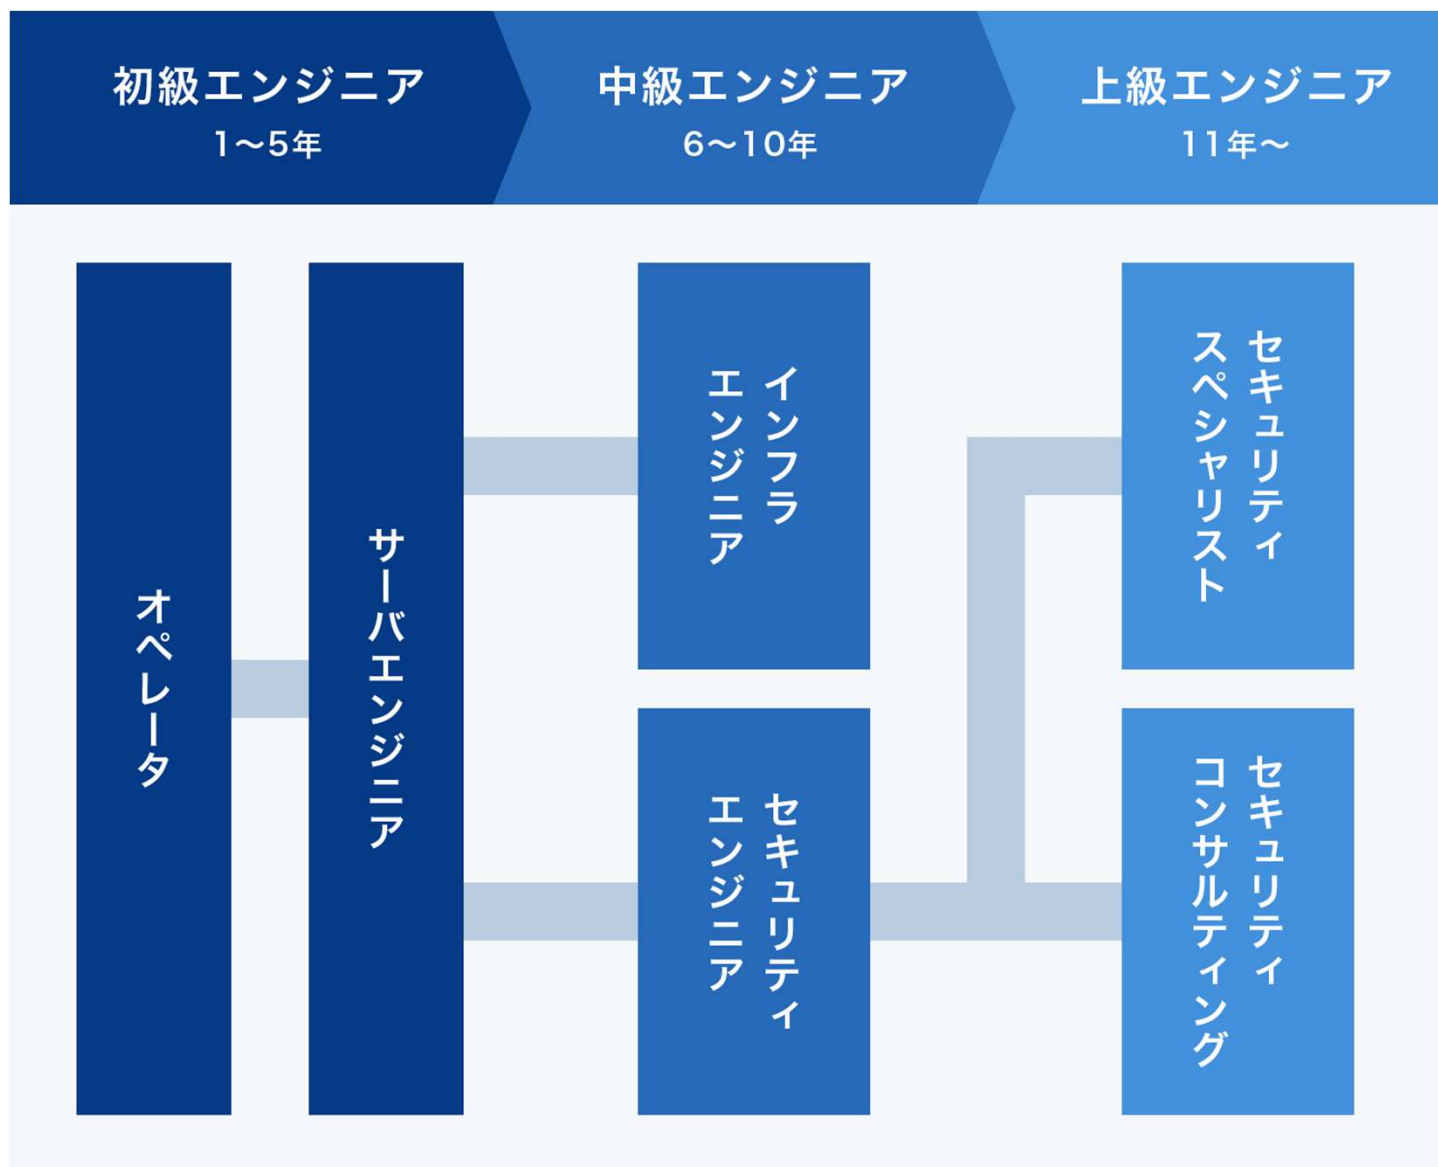 初級エンジニア
1〜5年
中級エンジニア
6〜10年
上級エンジニア
11年〜
オペレータ
サーバエンジニア
インフラ
エンジニア
セキュリティ
エンジニア
セキュリティ
スペシャリスト
セキュリティ
コンサルティング